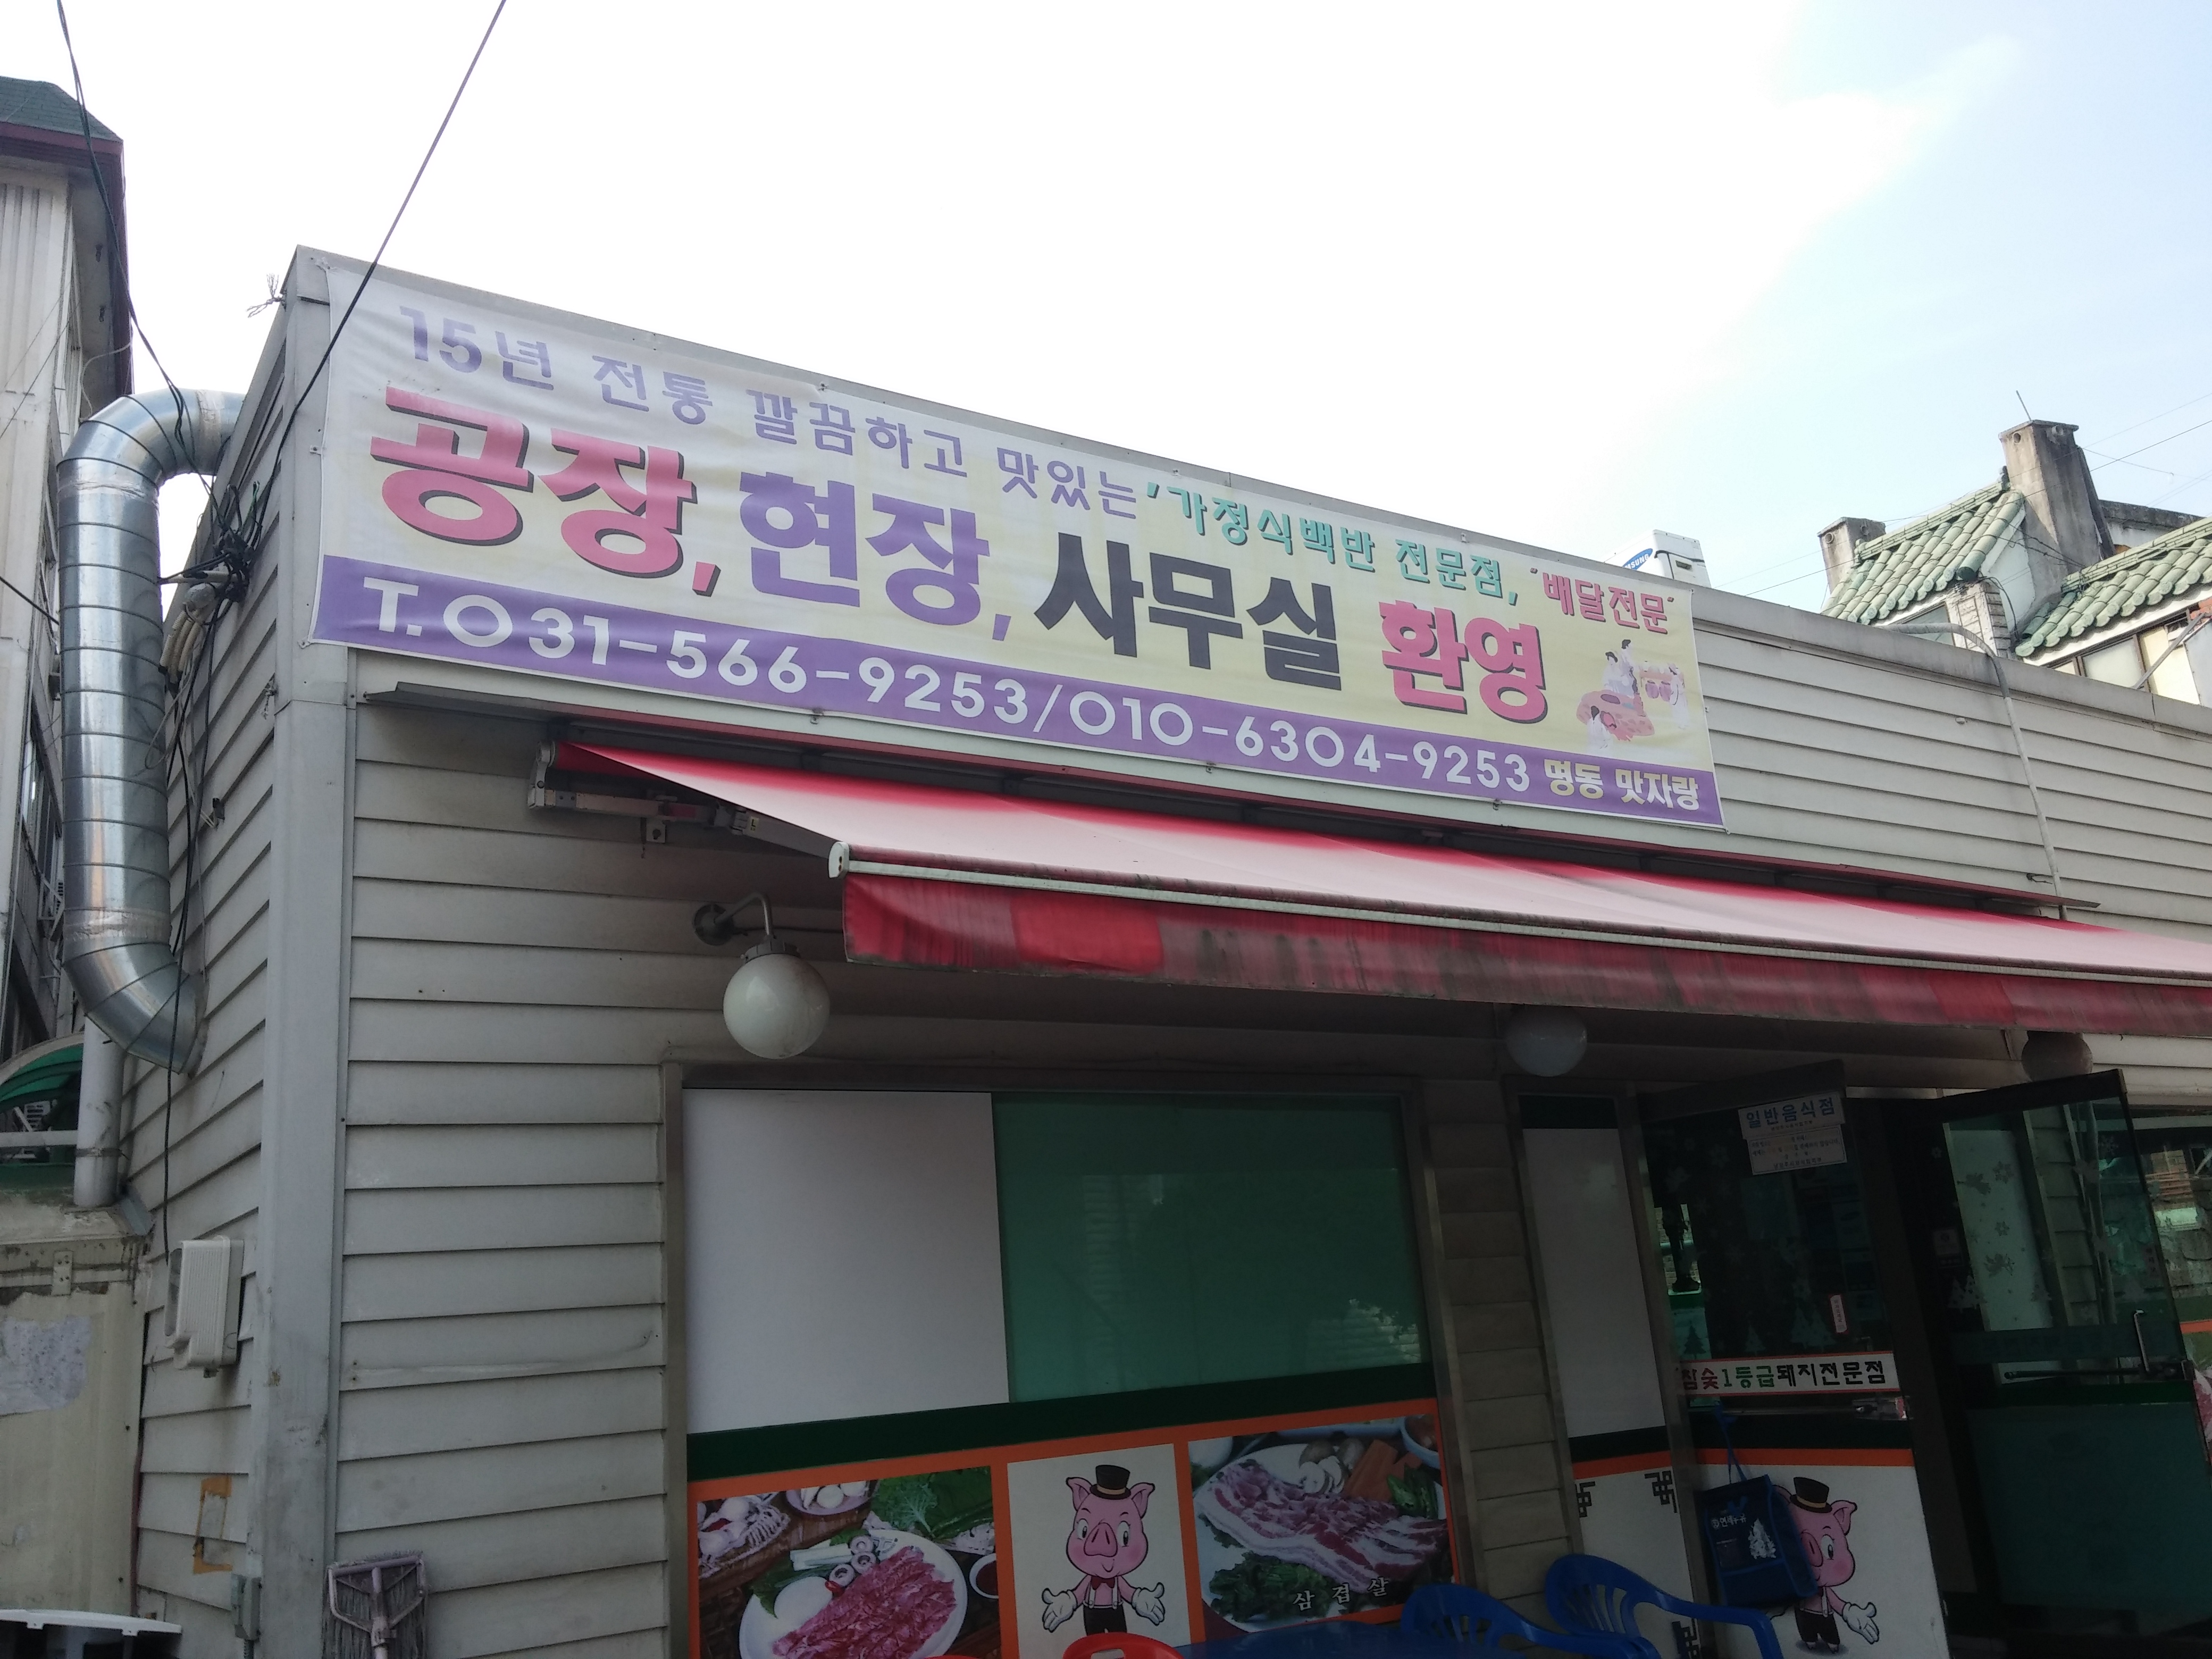 15년 전통 깔끔하고 맛있는 '가정식백반 전문점, "배달전문"
공장, 현장, 사무실 환영
T. 031-566-9253/010-6304-9253 명동 맛자랑
SAMSUNG
일반음식점
참숯1등급돼지전문점
삼겹살